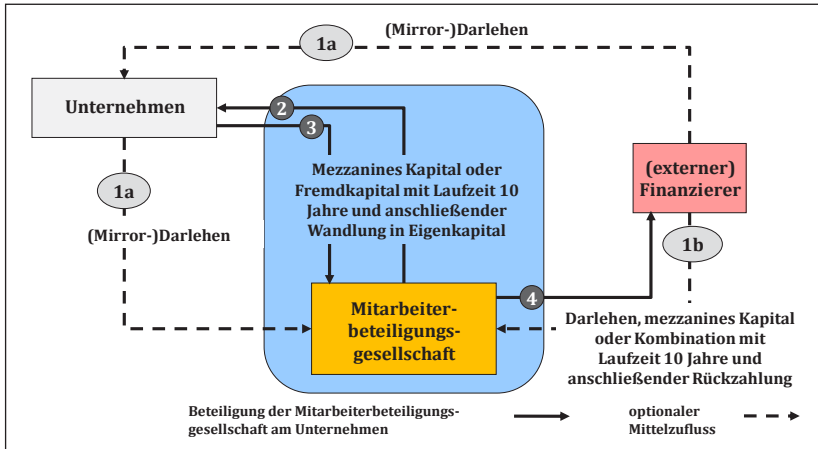 1a
(Mirror-)Darlehen
Unternehmen
2
3
1a
(Mirror-)Darlehen
Mezzanines Kapital oder
Fremdkapital mit Laufzeit 10
Jahre und anschließender
Wandlung in Eigenkapital
(externer)
Finanzierer
1b
4
Mitarbeiter-
beteiligungs-
gesellschaft
Darlehen, mezzanines Kapital
oder Kombination mit
Laufzeit 10 Jahre und
anschließender Rückzahlung
Beteiligung der Mitarbeiterbeteiligungs-
gesellschaft am Unternehmen
optionaler
Mittelzufluss